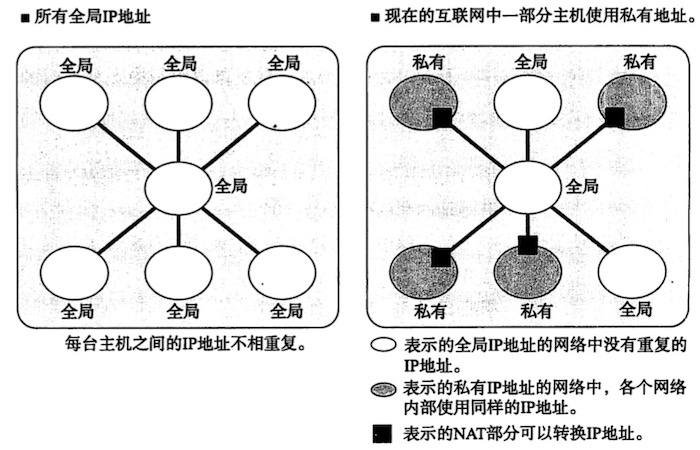 ■ 所有全局IP地址
全局
全局
全局
全局
全局
全局
全局
每台主机之间的IP地址不相重复。
■ 现在的互联网中一部分主机使用私有地址。
私有
全局
私有
全局
私有
私有
全局
表示的全局IP地址的网络中没有重复的
IP地址。
表示的私有IP地址的网络中，各个网络
内部使用同样的IP地址。
表示的NAT部分可以转换IP地址。